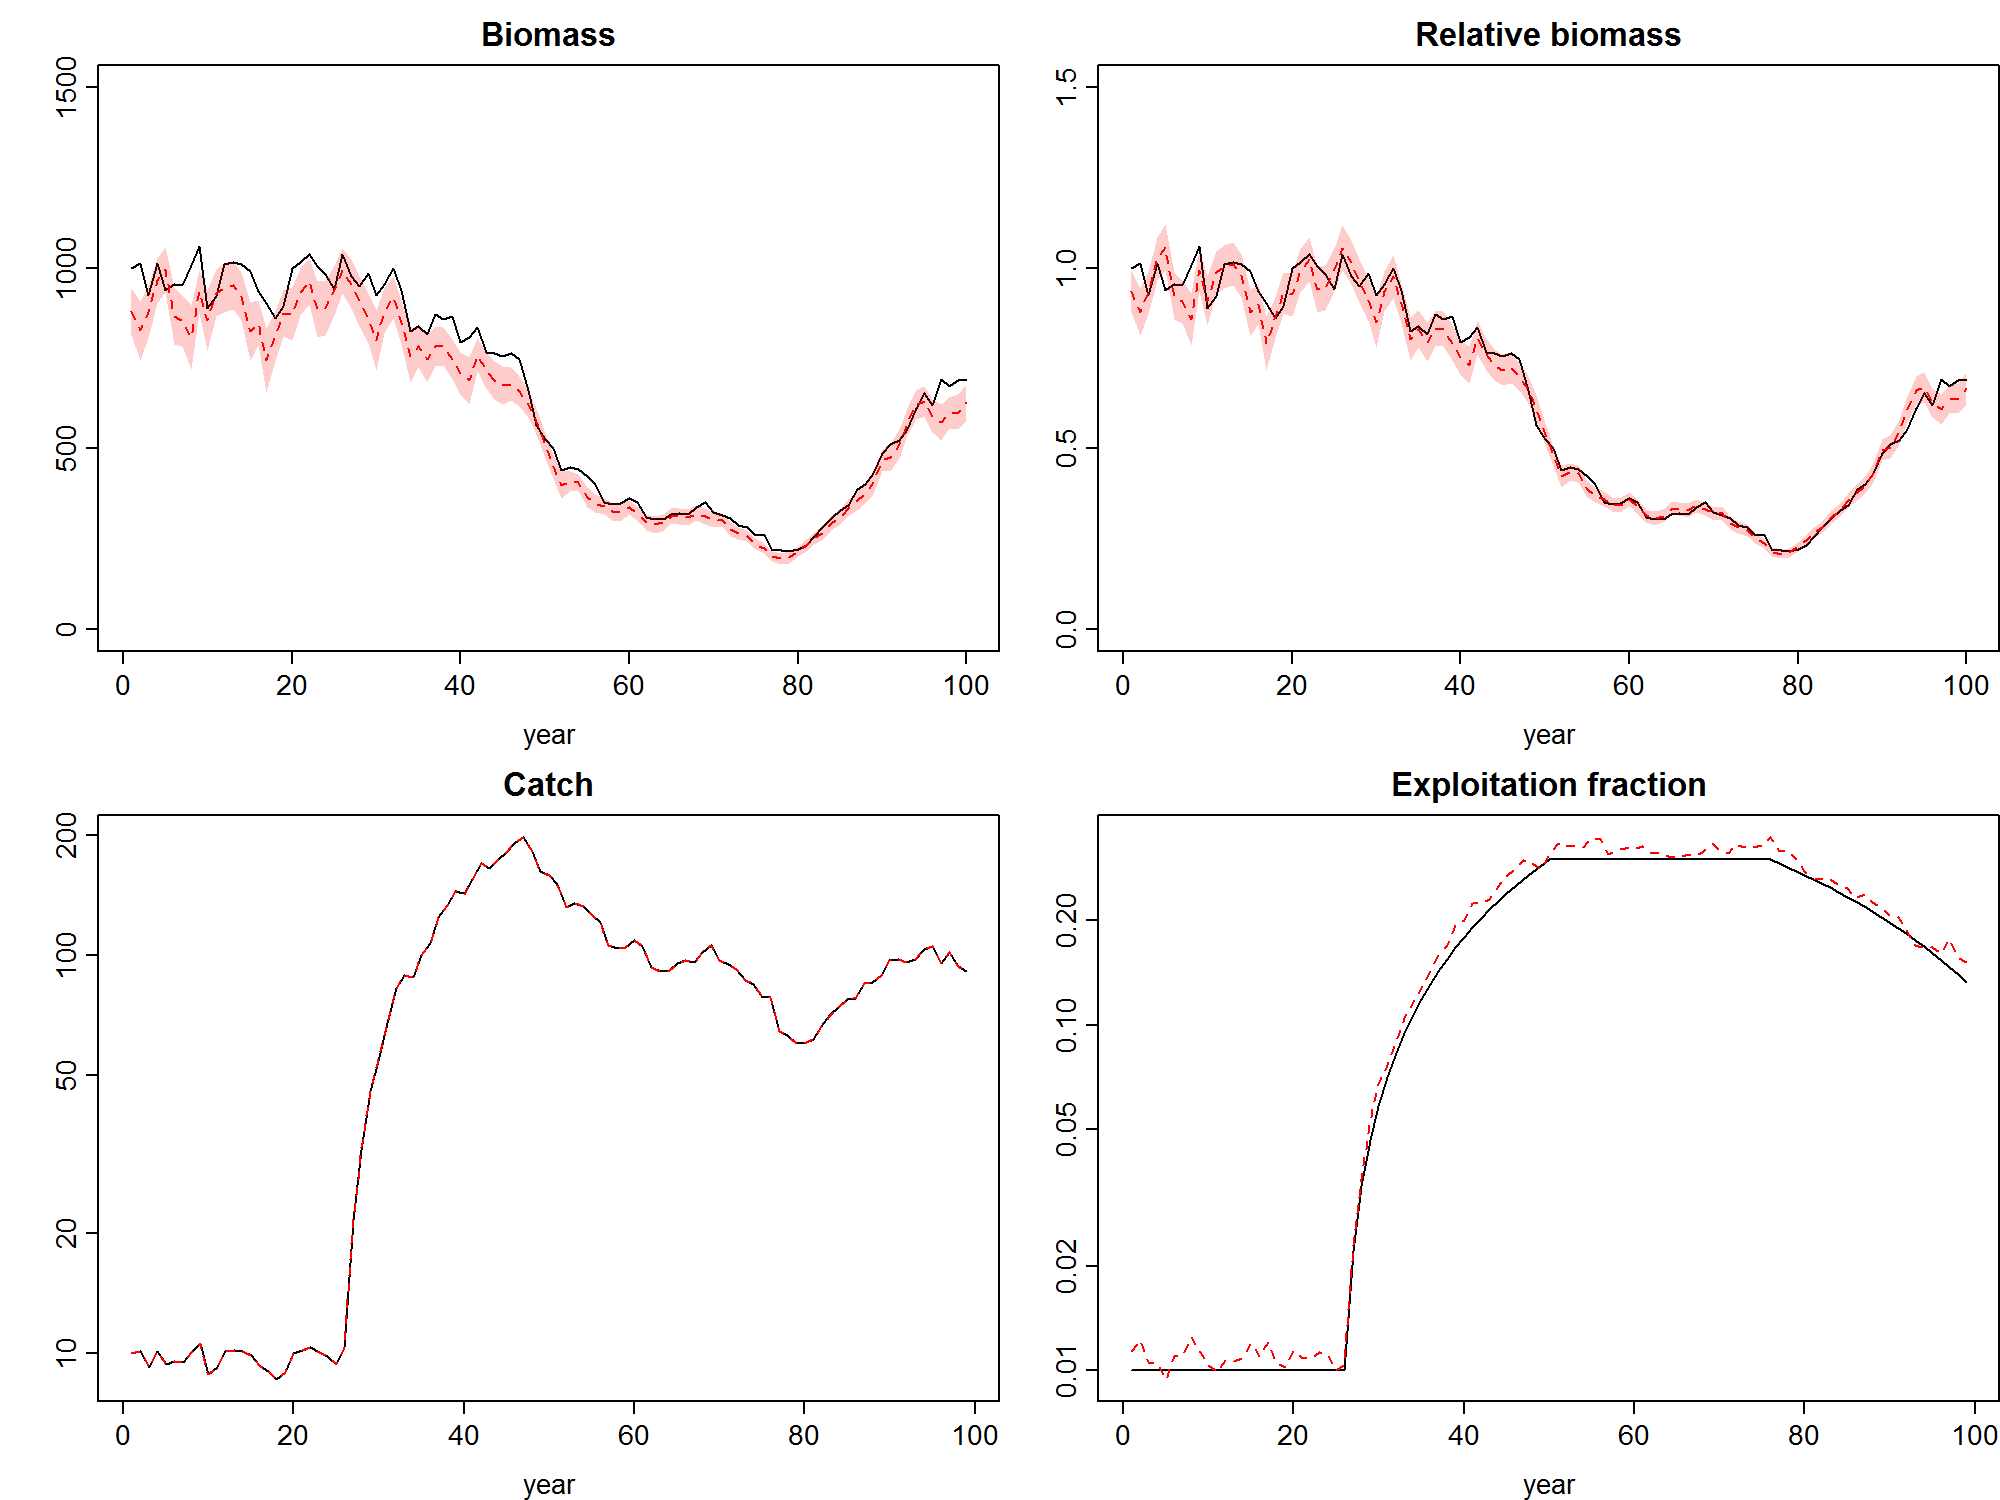 Biomass
1500
1000
500
0
0 20 40 60 80 100
year
Relative biomass
1.5
1.0
0.5
0.0
0 20 40 60 80 100
year
Catch
200
100
50
20
10
0 20 40 60 80 100
year
Exploitation fraction
0.20
0.10
0.05
0.02
0.01
0 20 40 60 80 100
year